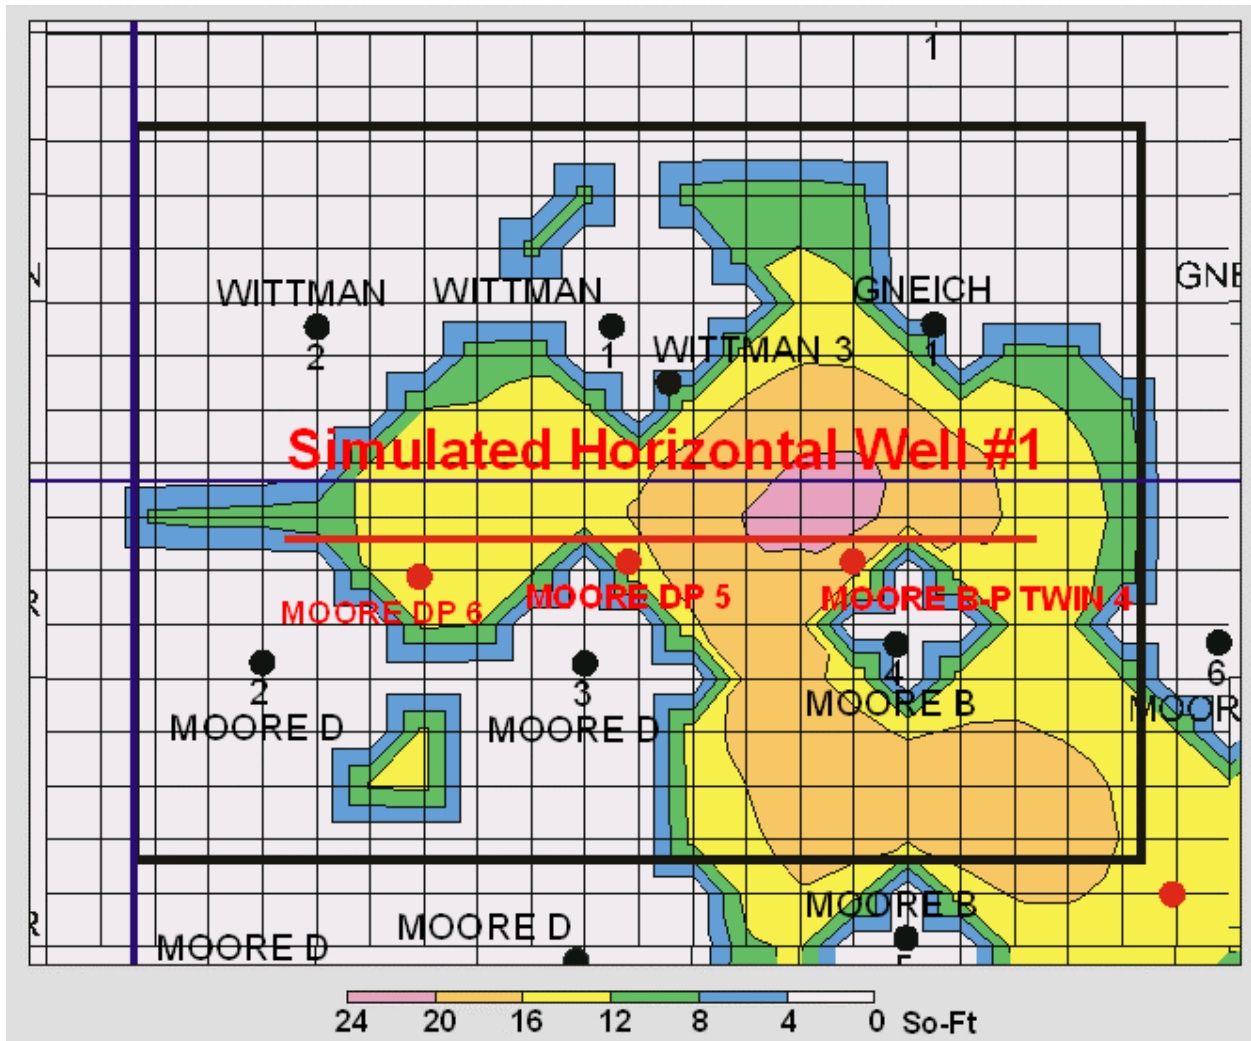 1
GNE
WITTMAN
WITTMAN
GNEICH
2
1
1
WITTMAN 3
Simulated Horizontal Well #1
MOORE DP 6
MOORE DP 5
MOORE B-P TWIN 4
2
3
4
6
MOORE D
MOORE D
MOORE B
MOOR
MOORE B
MOORE D
MOORE D
24 20 16 12 8 4 0 So-Ft